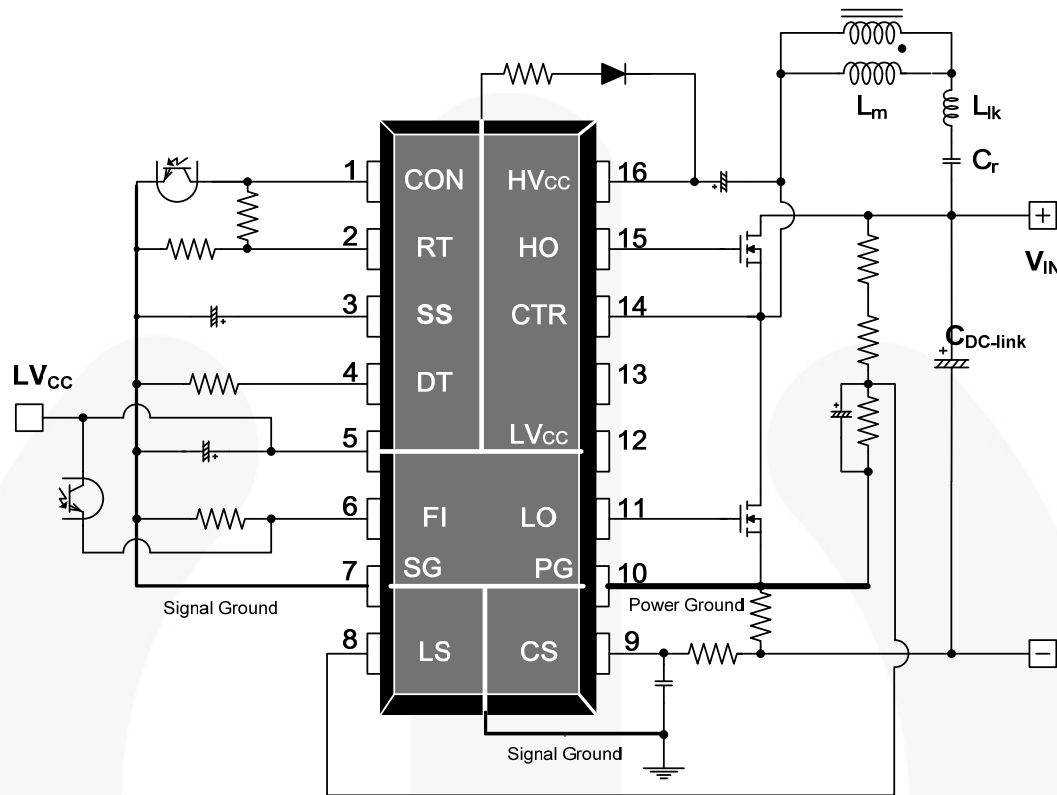 Lm
Llk
Cr
1
CON
HVCC
16
2
RT
HO
15
VIN
+
3
SS
CTR
14
CDC-link
+
LVCC
4
DT
13
5
LVCC
12
6
FI
LO
11
7
SG
PG
10
Signal Ground
Power Ground
8
LS
CS
9
−
Signal Ground
+
+
+
+